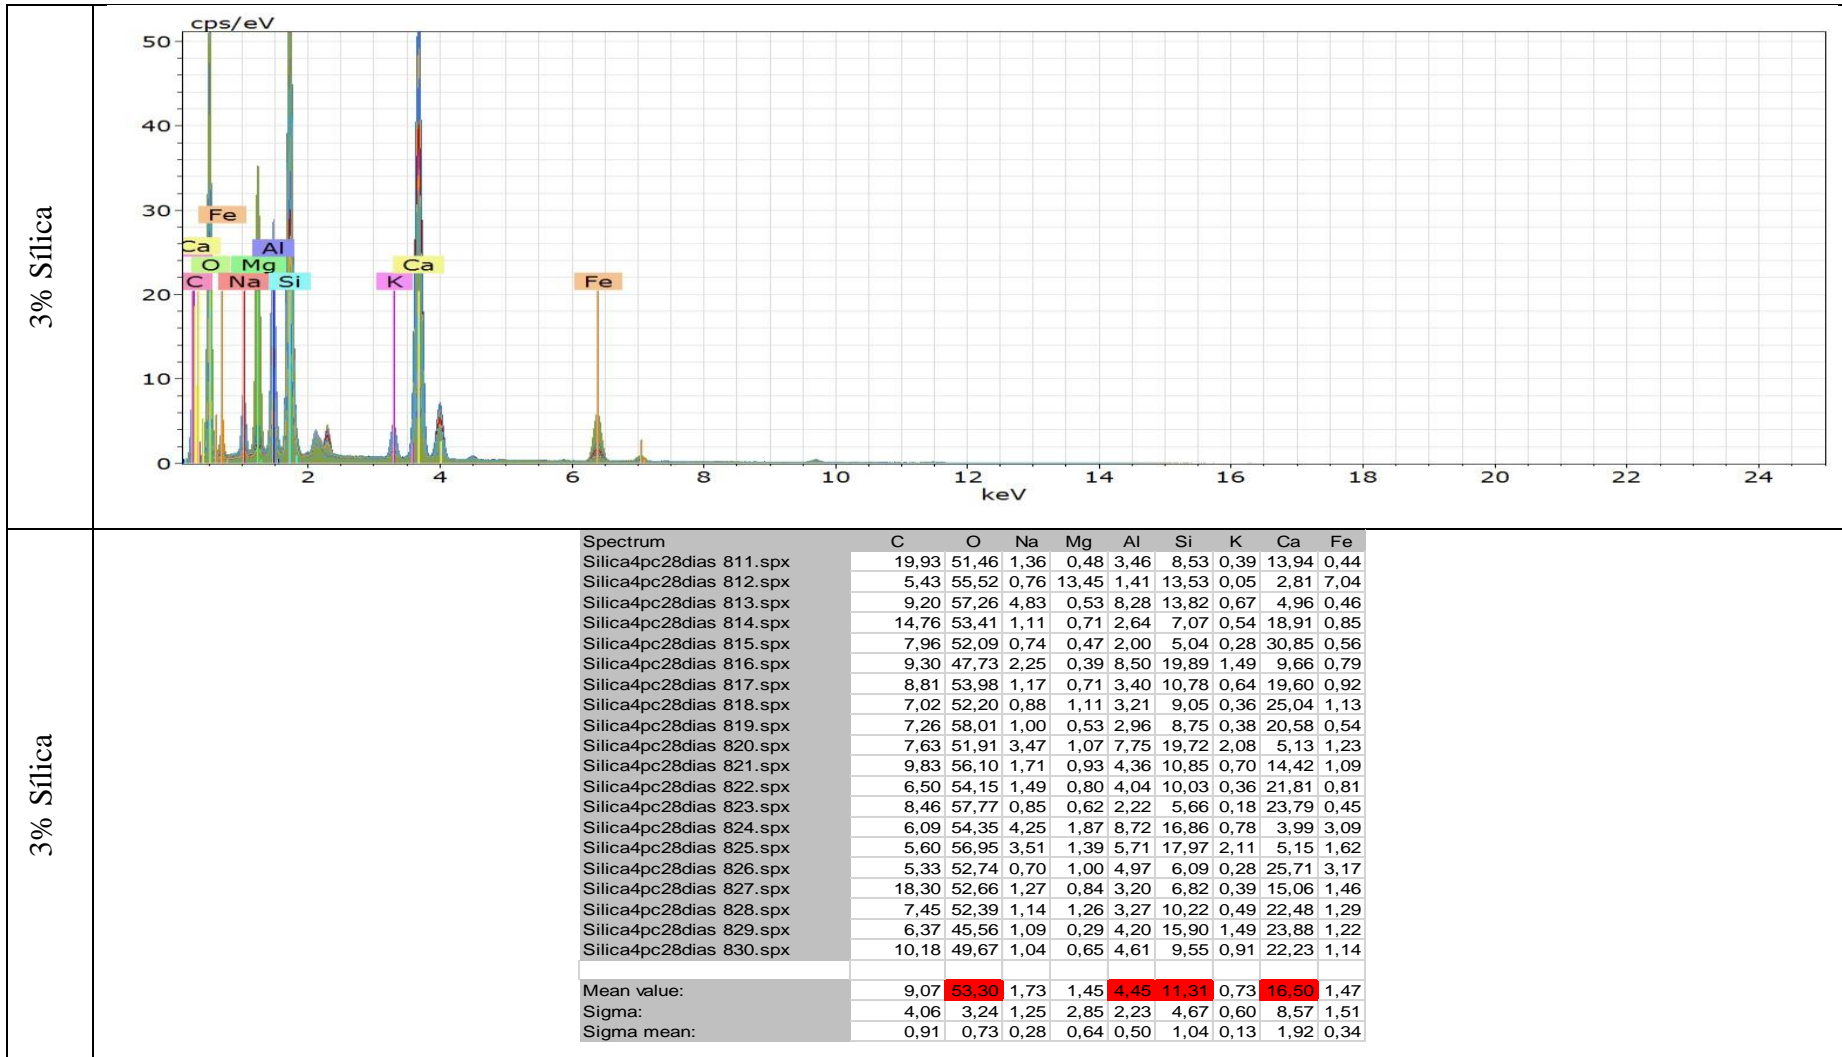 3% Sílica
cps/eV
50
40
30
20
10
0
Fe
Ca
Al
O
Mg
Ca
C
Na
Si
K
Fe
2 4 6 8 10 12 14 16 18 20 22 24
keV
3% Sílica
Spectrum C O Na Mg Al Si K Ca Fe
Silica4pc28dias 811.spx 19,93 51,46 1,36 0,48 3,46 8,53 0,39 13,94 0,44
Silica4pc28dias 812.spx 5,43 55,52 0,76 13,45 1,41 13,53 0,05 2,81 7,04
Silica4pc28dias 813.spx 9,20 57,26 4,83 0,53 8,28 13,82 0,67 4,96 0,46
Silica4pc28dias 814.spx 14,76 53,41 1,11 0,71 2,64 7,07 0,54 18,91 0,85
Silica4pc28dias 815.spx 7,96 52,09 0,74 0,47 2,00 5,04 0,28 30,85 0,56
Silica4pc28dias 816.spx 9,30 47,73 2,25 0,39 8,50 19,89 1,49 9,66 0,79
Silica4pc28dias 817.spx 8,81 53,98 1,17 0,71 3,40 10,78 0,64 19,60 0,92
Silica4pc28dias 818.spx 7,02 52,20 0,88 1,11 3,21 9,05 0,36 25,04 1,13
Silica4pc28dias 819.spx 7,26 58,01 1,00 0,53 2,96 8,75 0,38 20,58 0,54
Silica4pc28dias 820.spx 7,63 51,91 3,47 1,07 7,75 19,72 2,08 5,13 1,23
Silica4pc28dias 821.spx 9,83 56,10 1,71 0,93 4,36 10,85 0,70 14,42 1,09
Silica4pc28dias 822.spx 6,50 54,15 1,49 0,80 4,04 10,03 0,36 21,81 0,81
Silica4pc28dias 823.spx 8,46 57,77 0,85 0,62 2,22 5,66 0,18 23,79 0,45
Silica4pc28dias 824.spx 6,09 54,35 4,25 1,87 8,72 16,86 0,78 3,99 3,09
Silica4pc28dias 825.spx 5,60 56,95 3,51 1,39 5,71 17,97 2,11 5,15 1,62
Silica4pc28dias 826.spx 5,33 52,74 0,70 1,00 4,97 6,09 0,28 25,71 3,17
Silica4pc28dias 827.spx 18,30 52,66 1,27 0,84 3,20 6,82 0,39 15,06 1,46
Silica4pc28dias 828.spx 7,45 52,39 1,14 1,26 3,27 10,22 0,49 22,48 1,29
Silica4pc28dias 829.spx 6,37 45,56 1,09 0,29 4,20 15,90 1,49 23,88 1,22
Silica4pc28dias 830.spx 10,18 49,67 1,04 0,65 4,61 9,55 0,91 22,23 1,14
Mean value: 9,07 53,30 1,73 1,45 4,45 11,31 0,73 16,50 1,47
Sigma: 4,06 3,24 1,25 2,85 2,23 4,67 0,60 8,57 1,51
Sigma mean: 0,91 0,73 0,28 0,64 0,50 1,04 0,13 1,92 0,34